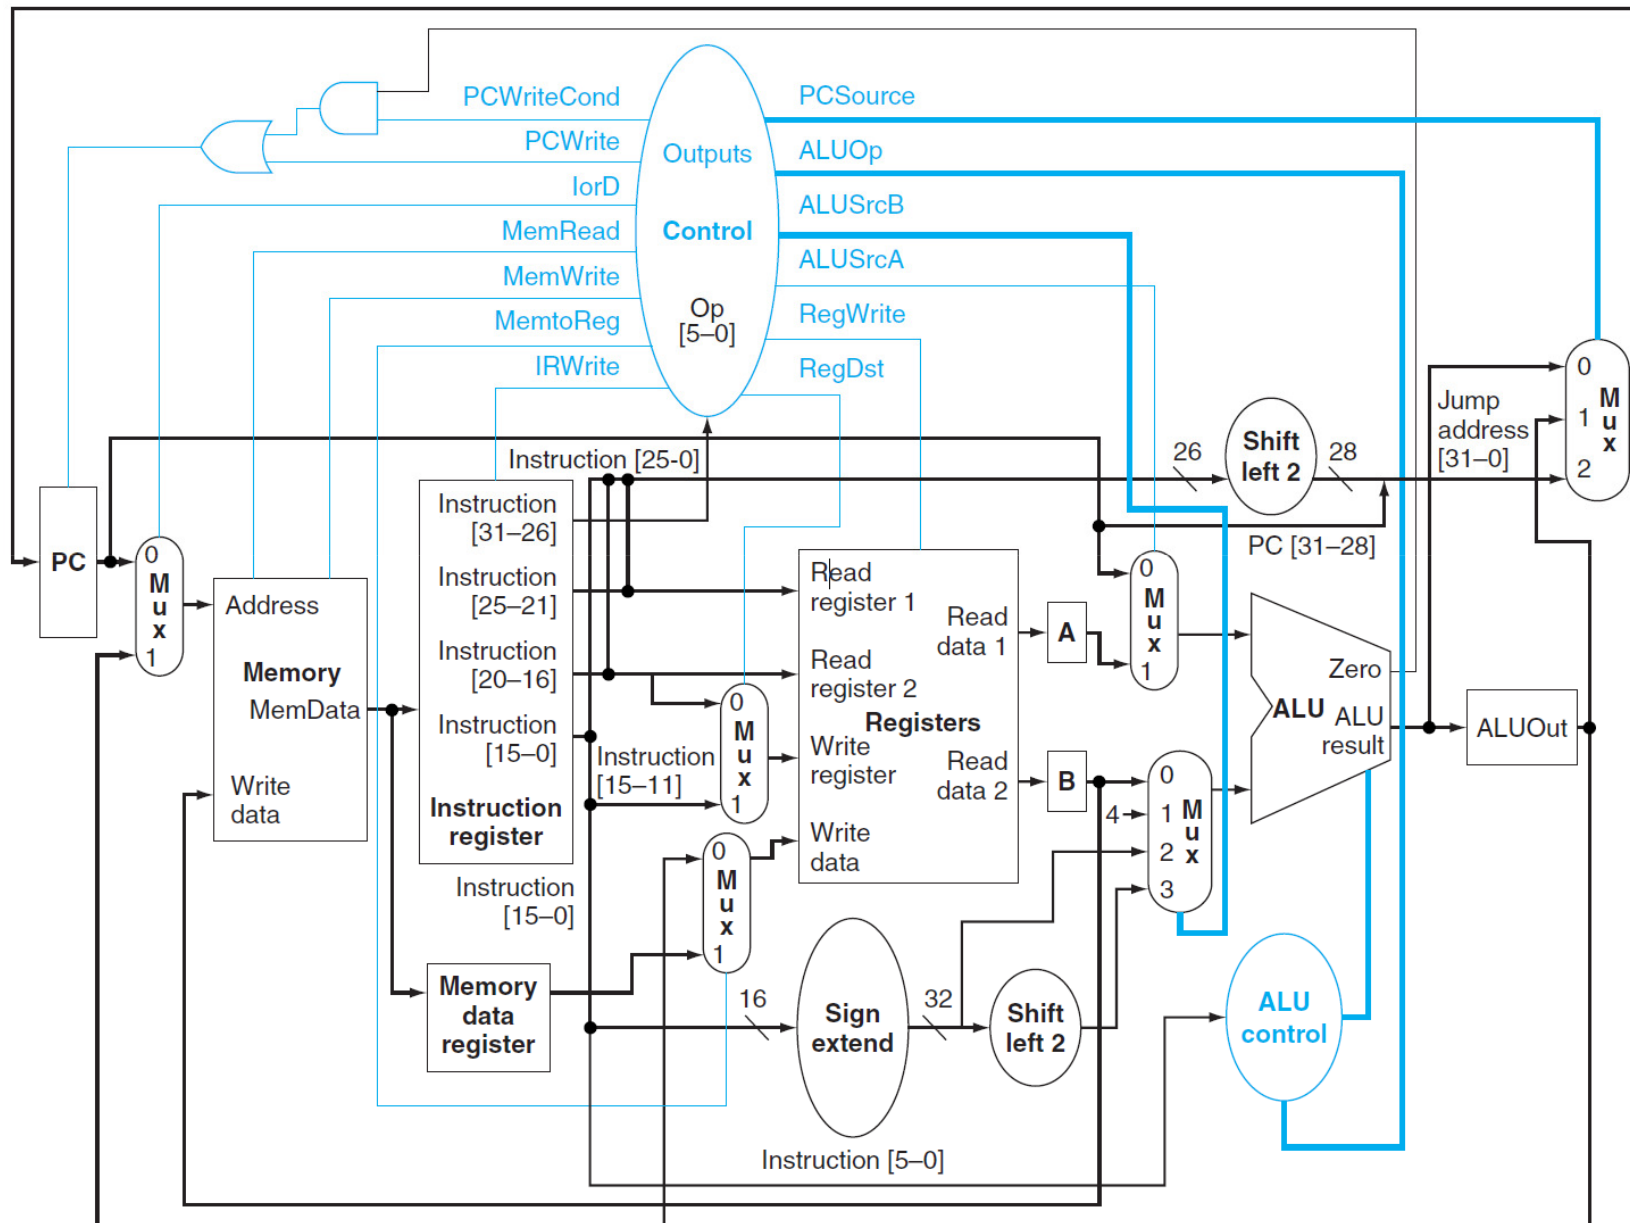 PCWriteCond
PCWrite
IorD
MemRead
MemWrite
MemtoReg
IRWrite
Outputs
Control
Op
[5–0]
PCSource
ALUOp
ALUSrcB
ALUSrcA
RegWrite
RegDst
Instruction [25-0]
26
Shift
left 2
28
Jump
address
[31–0]
0
1
2
M
u
x
PC [31–28]
PC
0
M
u
x
1
Address
Memory
MemData
Write
data
Instruction
[31–26]
Instruction
[25–21]
Instruction
[20–16]
Instruction
[15–0]
Instruction
register
Instruction
[15–0]
Memory
data
register
Instruction
[15–11]
0
M
u
x
1
0
M
u
x
1
Read
register 1
Read
register 2
Write
register
Write
data
Registers
Read
data 1
Read
data 2
A
B
0
M
u
x
1
4
0
1
2
3
M
u
x
Zero
ALU
ALU
result
ALUOut
16
Sign
extend
32
Shift
left 2
ALU
control
Instruction [5–0]